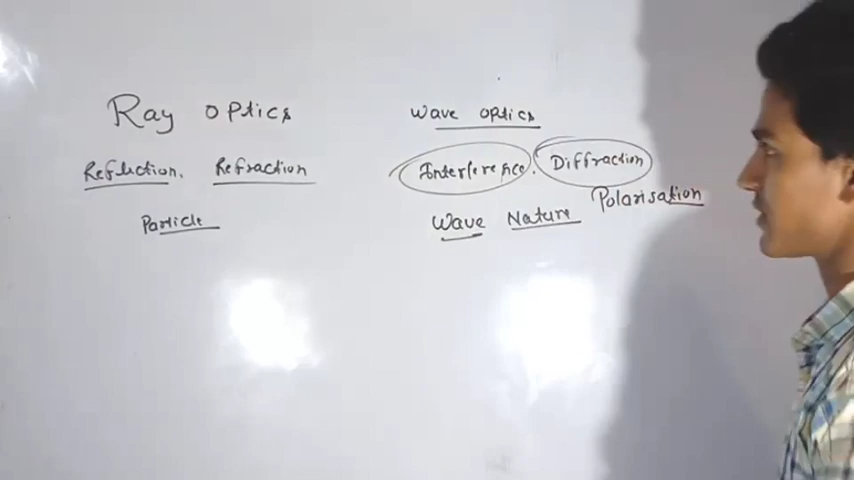 Ray optics
Reflection, Refraction
Particle
wave optics
Interference, Diffraction
Polarisation
Wave Nature